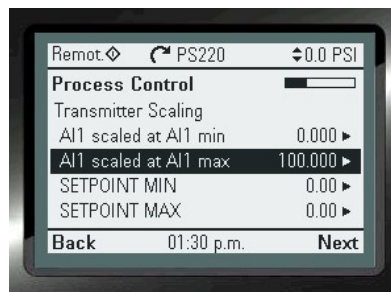 Remot. PS220 0.0 PSI
Process Control
Transmitter Scaling
AI1 scaled at AI1 min 0.000
AI1 scaled at AI1 max 100.000
SETPOINT MIN 0.00
SETPOINT MAX 0.00
Back 01:30 p.m. Next